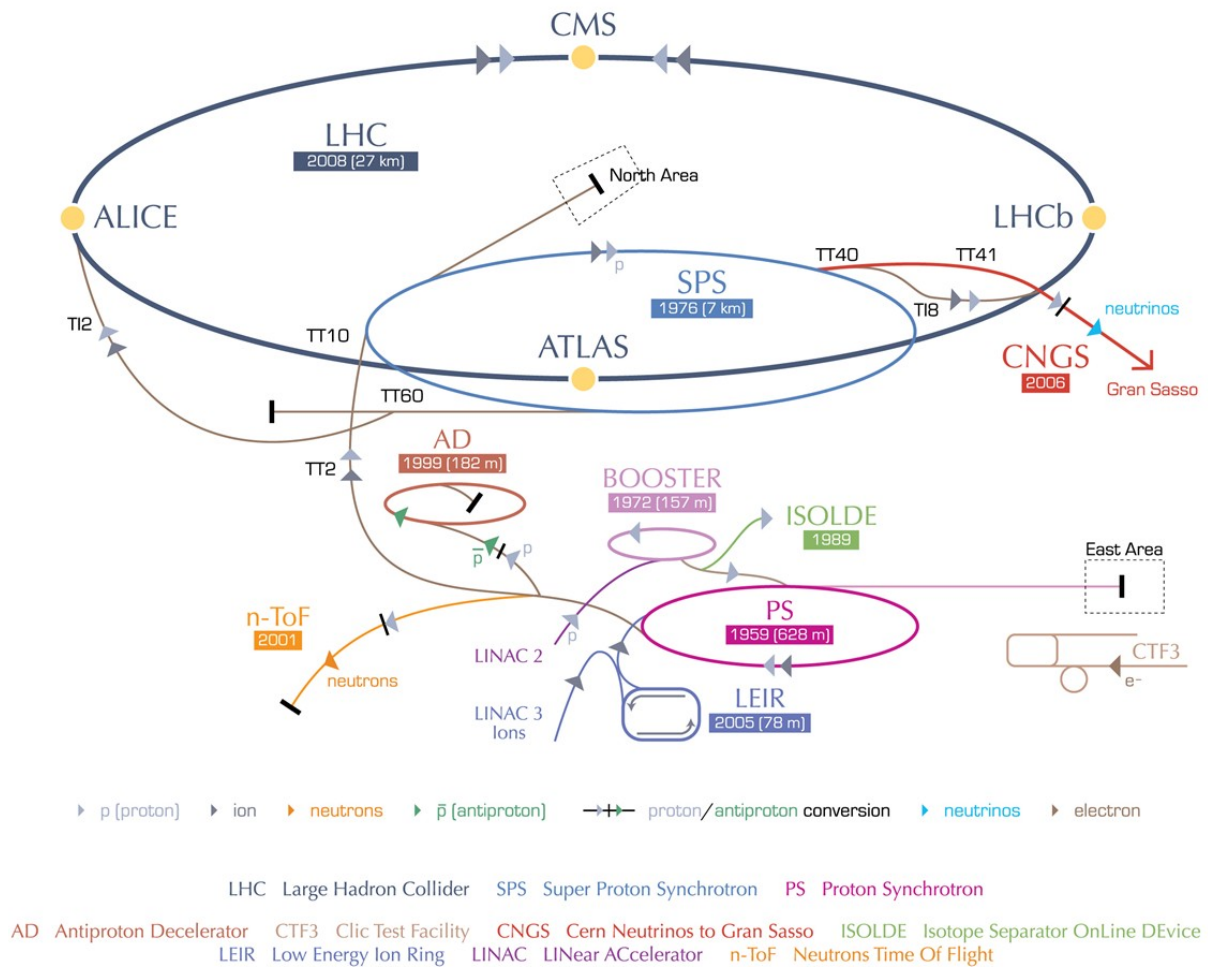 CMS
LHC
2008 (27 km)
North Area
ALICE
LHCb
TT40
TT41
p
SPS
1976 (7 km)
TI8
neutrinos
TI2
TT10
ATLAS
CNGS
2006
Gran Sasso
TT60
AD
1999 (182 m)
TT2
BOOSTER
1972 (157 m)
ISOLDE
1989
p̅
p
East Area
n-ToF
2001
PS
1959 (628 m)
p
LINAC 2
neutrons
CTF3
e-
LEIR
2005 (78 m)
LINAC 3
Ions
p (proton) ion neutrons p̅ (antiproton) proton/antiproton conversion neutrinos electron
LHC Large Hadron Collider SPS Super Proton Synchrotron PS Proton Synchrotron
AD Antiproton Decelerator CTF3 Clic Test Facility CNGS Cern Neutrinos to Gran Sasso ISOLDE Isotope Separator OnLine DEvice
LEIR Low Energy Ion Ring LINAC LINear ACcelerator n-ToF Neutrons Time Of Flight